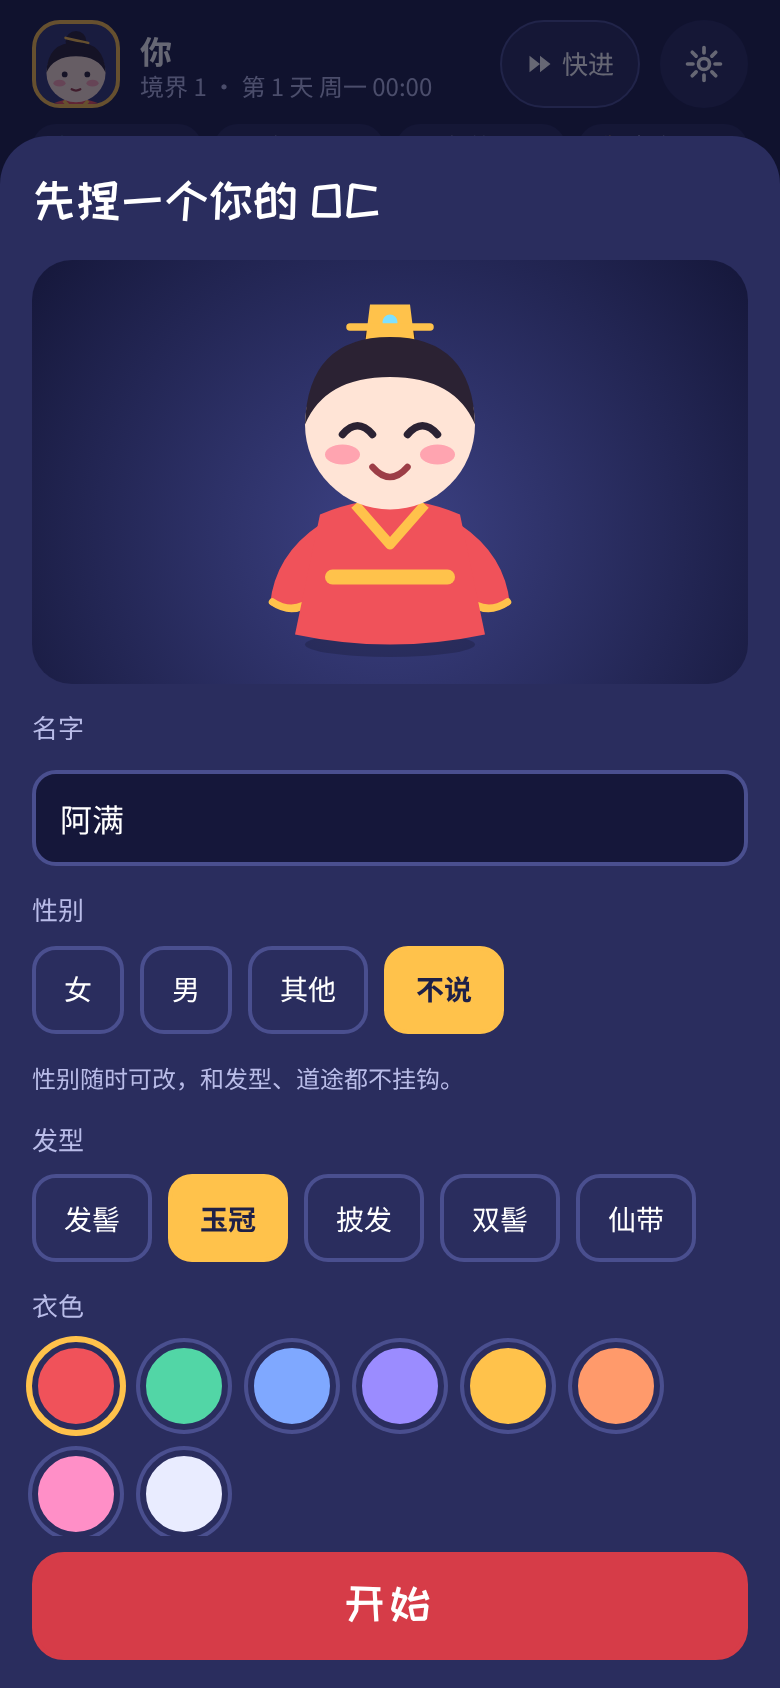 你
境界 1 · 第 1 天 周一 00:00
快进
先捏一个你的 OC
名字
阿满
性别
女 男 其他 不说
性别随时可改，和发型、道途都不挂钩。
发型
发髻 玉冠 披发 双髻 仙带
衣色
开始